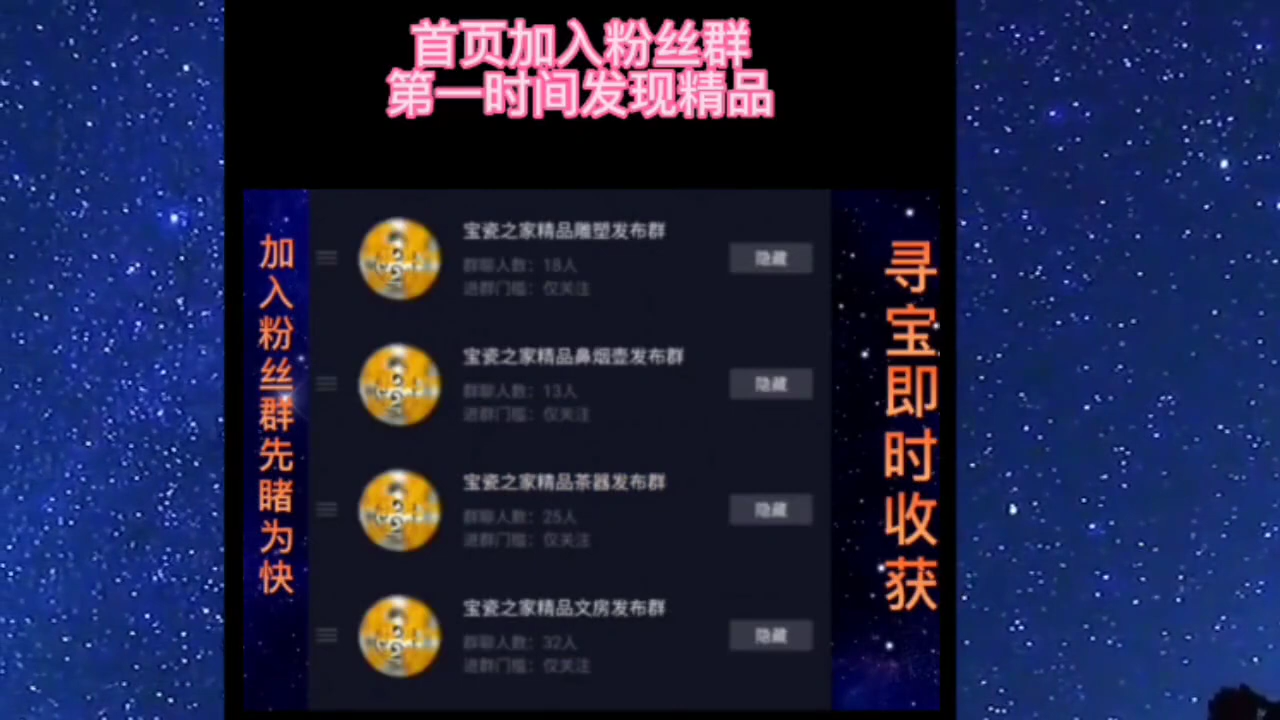 首页加入粉丝群
第一时间发现精品
加入粉丝群先睹为快
宝瓷之家精品雕塑发布群
群聊人数：18人
进群门槛：仅关注
隐藏
宝瓷之家精品鼻烟壶发布群
群聊人数：13人
进群门槛：仅关注
隐藏
宝瓷之家精品茶器发布群
群聊人数：25人
进群门槛：仅关注
隐藏
宝瓷之家精品文房发布群
群聊人数：32人
进群门槛：仅关注
隐藏
寻宝即时收获